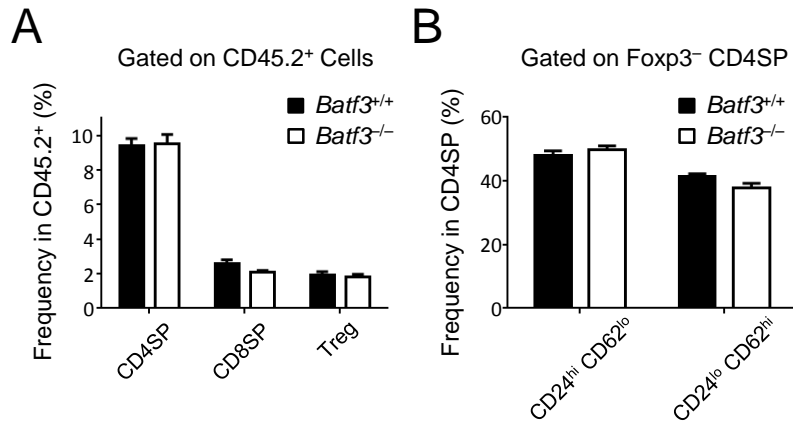 A
Gated on CD45.2⁺ Cells
Frequency in CD45.2⁺ (%)
10
8
6
4
2
0
Batf3⁺/⁺
Batf3⁻/⁻
CD4SP
CD8SP
Treg
B
Gated on Foxp3⁻ CD4SP
Frequency in CD4SP (%)
60
40
20
0
Batf3⁺/⁺
Batf3⁻/⁻
CD24ʰⁱ CD62ˡᵒ
CD24ˡᵒ CD62ʰⁱ